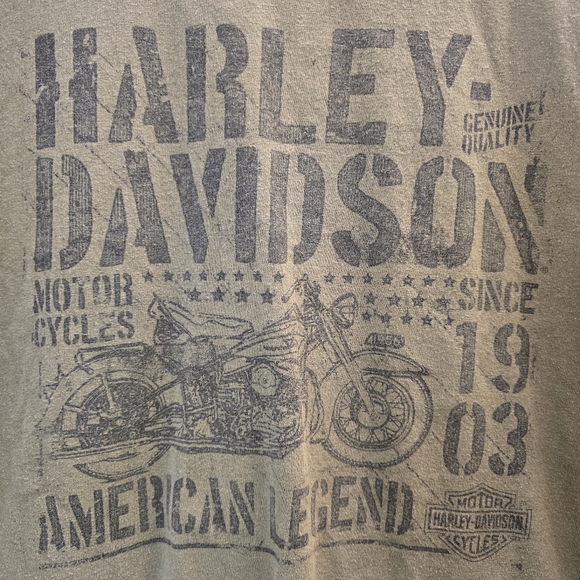 HARLEY-
GENUINE
QUALITY
DAVIDSON
MOTOR
CYCLES
SINCE
19
03
AMERICAN LEGEND
MOTOR
HARLEY-DAVIDSON
CYCLES